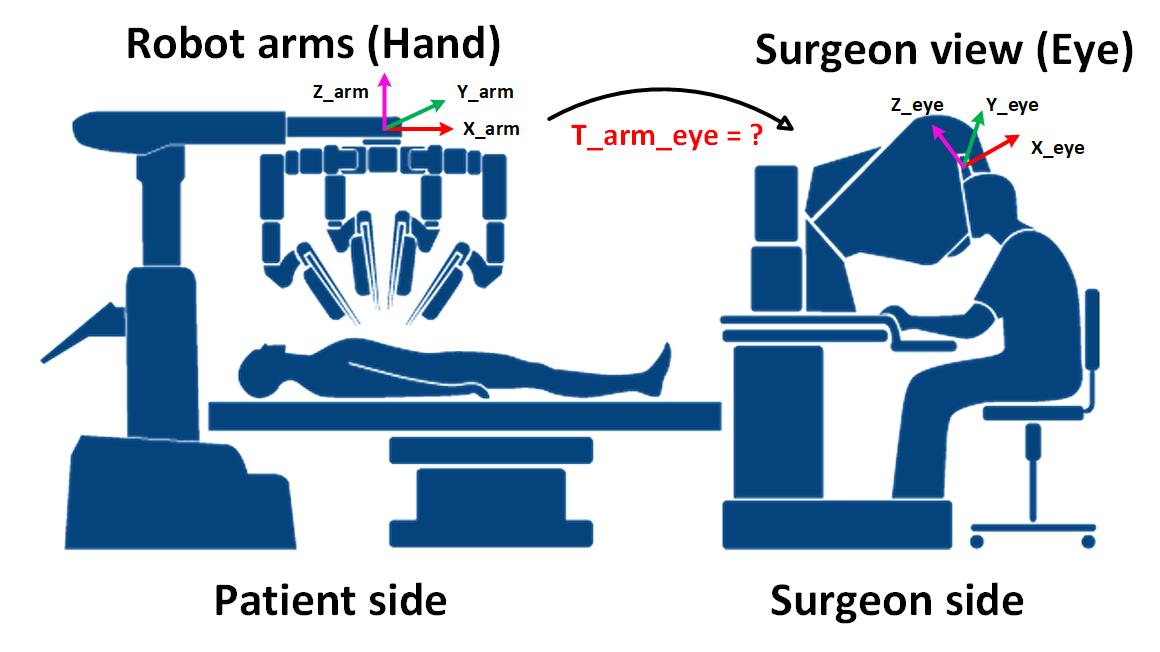 Robot arms (Hand)
Surgeon view (Eye)
Z_arm
Y_arm
X_arm
T_arm_eye = ?
Z_eye
Y_eye
X_eye
Patient side
Surgeon side